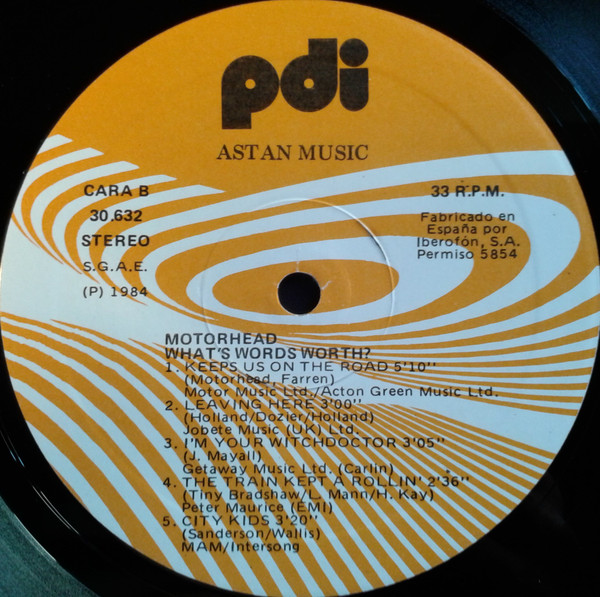 pdi
ASTAN MUSIC
CARA B
30.632
STEREO
S.G.A.E.
(P) 1984
33 R.P.M.
Fabricado en
España por
Iberofón, S.A.
Permiso 5854
MOTORHEAD
WHAT'S WORDS WORTH?
1. KEEPS US ON THE ROAD 5'10"
(Motorhead, Farren)
Motor Music Ltd./Acton Green Music Ltd.
2. LEAVING HERE 3'00"
(Holland/Dozier/Holland)
Jobete Music (UK) Ltd.
3. I'M YOUR WITCHDOCTOR 3'05"
(J. Mayall)
Getaway Music Ltd. (Carlin)
4. THE TRAIN KEPT A ROLLIN' 2'36"
(Tiny Bradshaw/L. Mann/H. Kay)
Peter Maurice (EMI)
5. CITY KIDS 3'20"
(Sanderson/Wallis)
MAM/Intersong